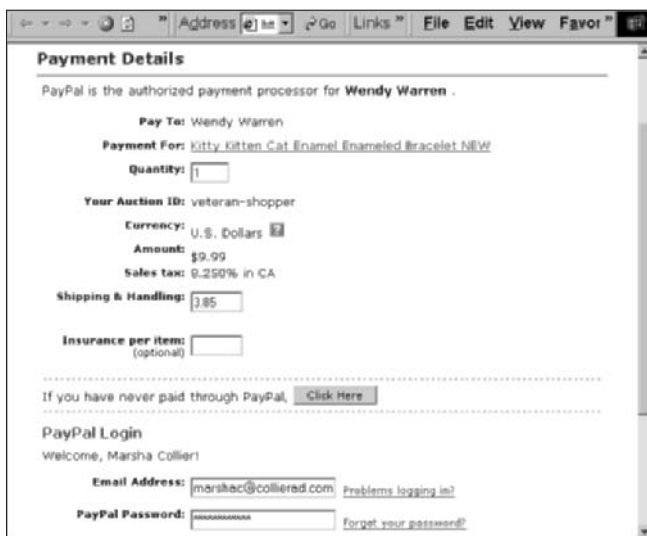 " Address Go Links " File Edit View Favor "
Payment Details
PayPal is the authorized payment processor for Wendy Warren .
Pay To: Wendy Warren
Payment For: Kitty Kitten Cat Enamel Enameled Bracelet NEW
Quantity: 1
Your Auction ID: veteran-shopper
Currency: U.S. Dollars ?
Amount: $9.99
Sales tax: 8.250% in CA
Shipping & Handling: 3.85
Insurance per item:
(optional)
If you have never paid through PayPal, Click Here
PayPal Login
Welcome, Marsha Collier!
Email Address: marshac@collierad.com Problems logging in?
PayPal Password: Forget your password?